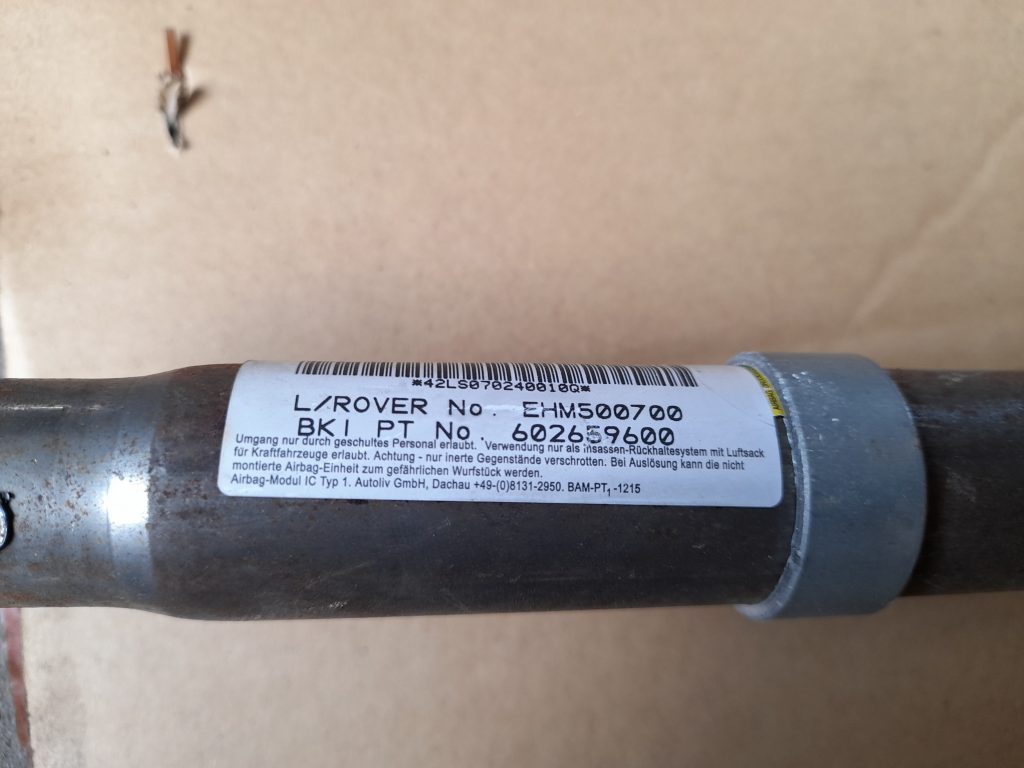 *42LS070240010Q*
L/ROVER No. EHM500700
BKI PT No 602659600
Umgang nur durch geschultes Personal erlaubt. Verwendung nur als Insassen-Rückhaltesystem mit Luftsack
für Kraftfahrzeuge erlaubt. Achtung - nur inerte Gegenstände verschrotten. Bei Auslösung kann die nicht
montierte Airbag-Einheit zum gefährlichen Wurfstück werden.
Airbag-Modul IC Typ 1. Autoliv GmbH, Dachau +49-(0)8131-2950. BAM-PT₁-1215